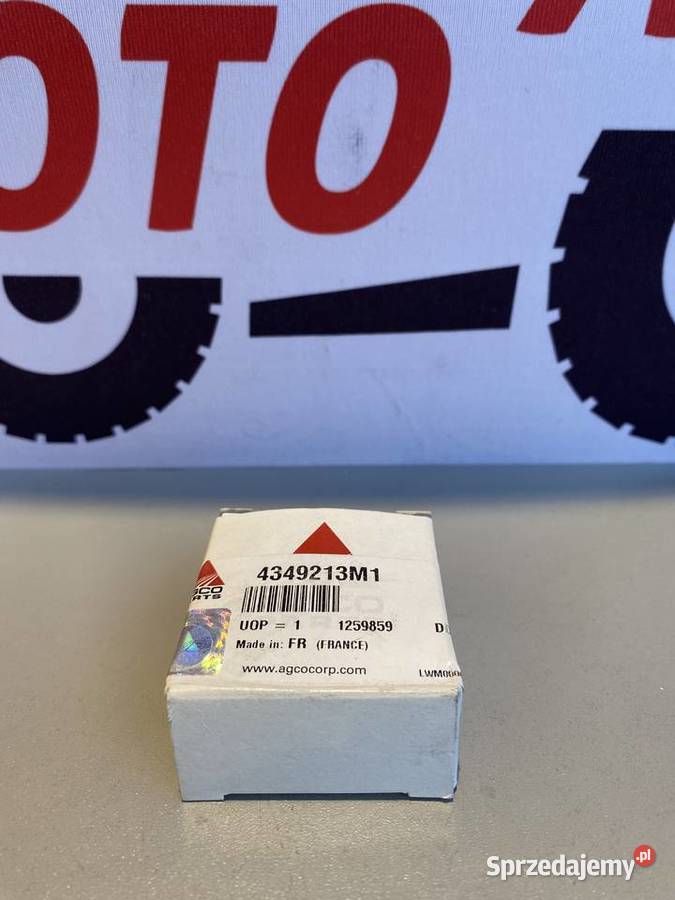 OTO
4349213M1
UOP = 1 1259859
Made in: FR (FRANCE)
www.agcocorp.com
Sprzedajemy.pl